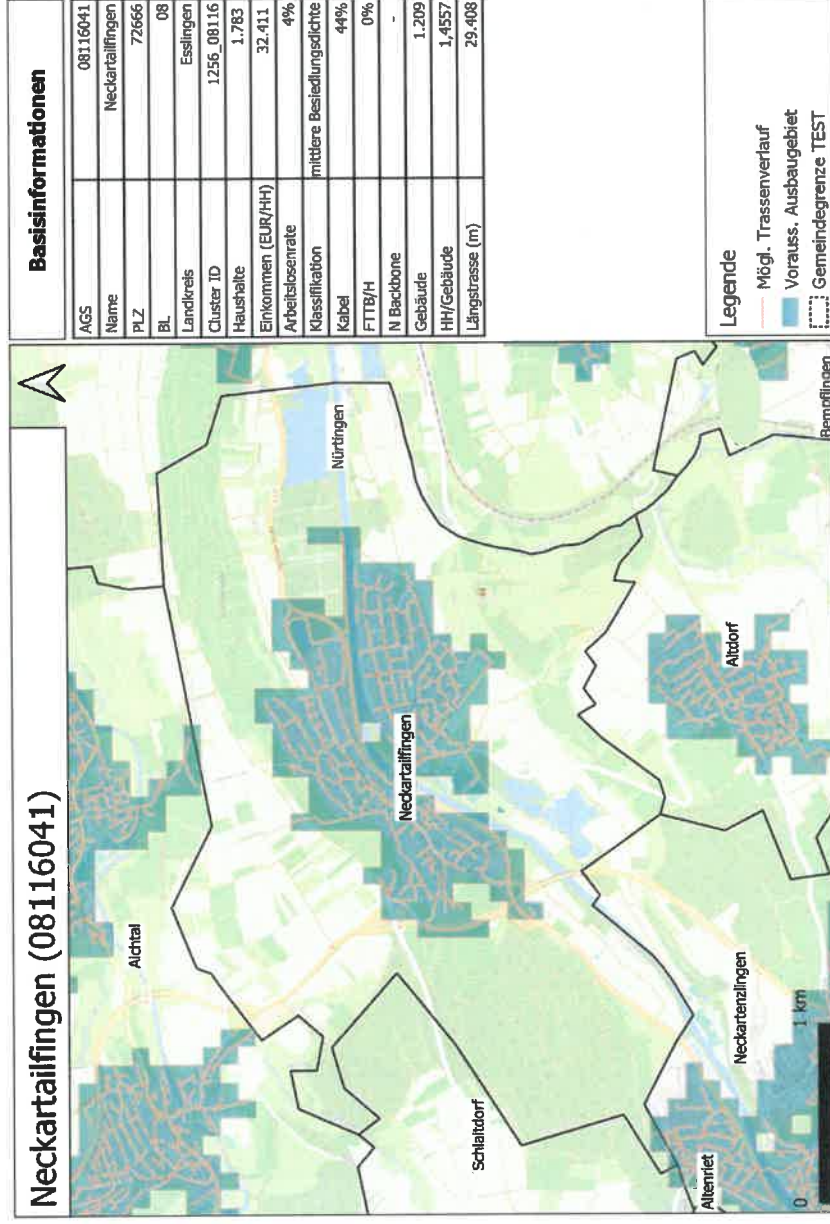 Neckartailfingen (08116041)
Aichtal
Nürtingen
Neckartailfingen
Schlaitdorf
Altdorf
Neckartenzlingen
Altenriet
Bempflingen
0 1 km
Basisinformationen
AGS 08116041
Name Neckartailfingen
PLZ 72666
BL 08
Landkreis Esslingen
Cluster ID 1256_08116
Haushalte 1.783
Einkommen (EUR/HH) 32.411
Arbeitslosenrate 4%
Klassifikation mittlere Besiedlungsdichte
Kabel 44%
FTTB/H 0%
N Backbone -
Gebäude 1.209
HH/Gebäude 1,4557
Längstrasse (m) 29.408
Legende
Mögl. Trassenverlauf
Vorauss. Ausbaugebiet
Gemeindegrenze TEST